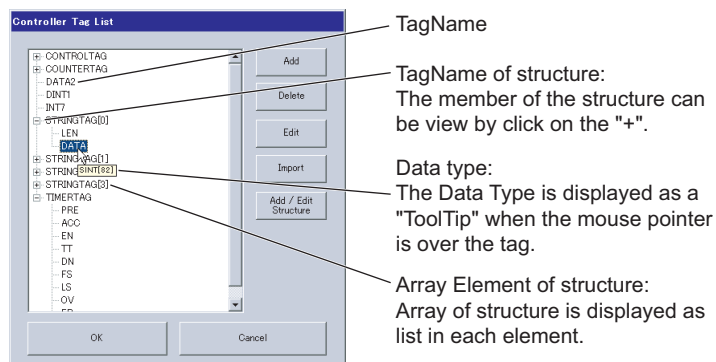 Controller Tag List
CONTROLTAG
COUNTERTAG
DATA2
DINT1
INT7
STRINGTAG[0]
LEN
DATA
STRINGTAG[1]
SINT[82]
STRINGTAG[3]
TIMERTAG
PRE
ACC
EN
TT
DN
FS
LS
OV
Add
Delete
Edit
Import
Add / Edit
Structure
OK
Cancel
TagName
TagName of structure:
The member of the structure can
be view by click on the "+".
Data type:
The Data Type is displayed as a
"ToolTip" when the mouse pointer
is over the tag.
Array Element of structure:
Array of structure is displayed as
list in each element.